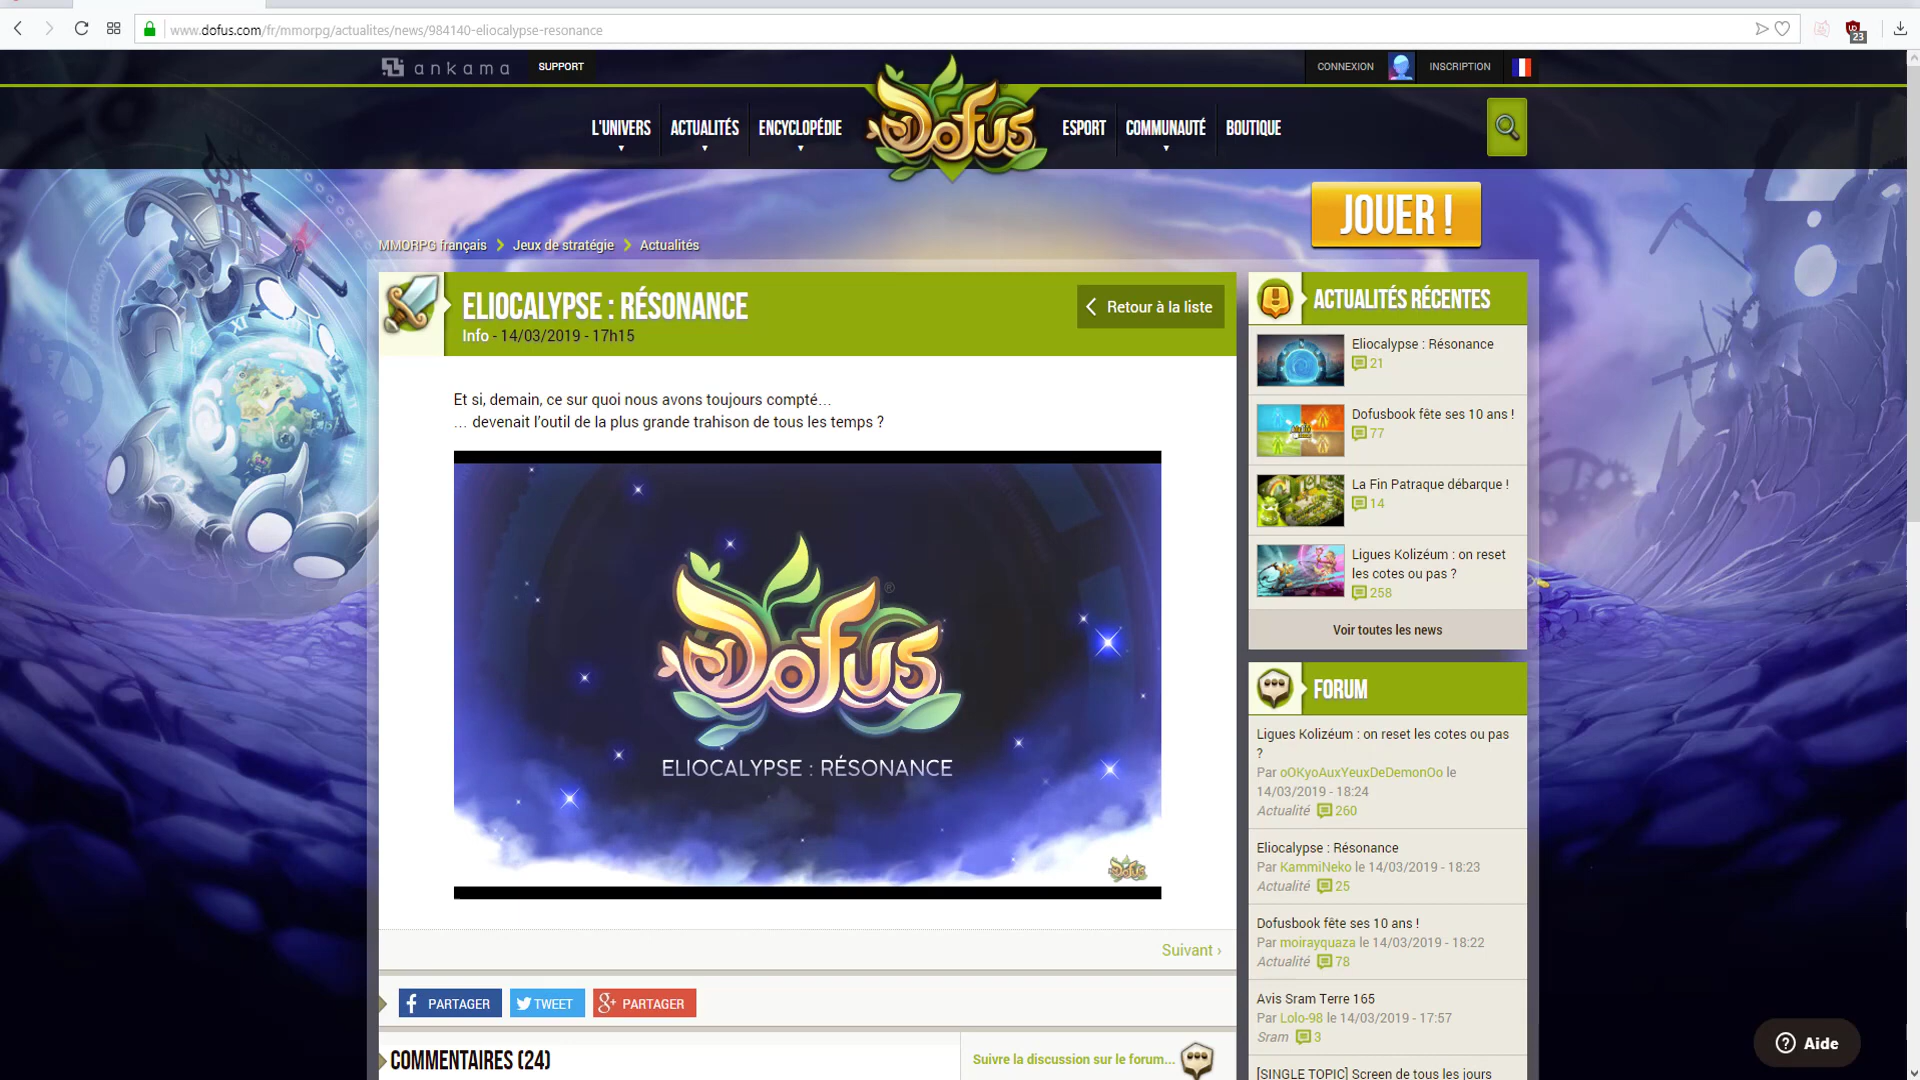 www.dofus.com/fr/mmorpg/actualites/news/984140-eliocalypse-resonance
23
ankama
SUPPORT
CONNEXION
INSCRIPTION
L'UNIVERS
ACTUALITÉS
ENCYCLOPÉDIE
DOFUS
ESPORT
COMMUNAUTÉ
BOUTIQUE
JOUER !
MMORPG français
Jeux de stratégie
Actualités
ELIOCALYPSE : RÉSONANCE
Info - 14/03/2019 - 17h15
Retour à la liste
Et si, demain, ce sur quoi nous avons toujours compté…
… devenait l’outil de la plus grande trahison de tous les temps ?
DOFUS
®
ELIOCALYPSE : RÉSONANCE
DOFUS
Suivant ›
PARTAGER
TWEET
PARTAGER
COMMENTAIRES (24)
Suivre la discussion sur le forum...
ACTUALITÉS RÉCENTES
Eliocalypse : Résonance
21
Dofusbook fête ses 10 ans !
77
La Fin Patraque débarque !
14
Ligues Kolizéum : on reset
les cotes ou pas ?
258
Voir toutes les news
FORUM
Ligues Kolizéum : on reset les cotes ou pas
?
Par oOKyoAuxYeuxDeDemonOo le
14/03/2019 - 18:24
Actualité 260
Eliocalypse : Résonance
Par KammiNeko le 14/03/2019 - 18:23
Actualité 25
Dofusbook fête ses 10 ans !
Par moirayquaza le 14/03/2019 - 18:22
Actualité 78
Avis Sram Terre 165
Par Lolo-98 le 14/03/2019 - 17:57
Sram 3
[SINGLE TOPIC] Screen de tous les jours
Aide